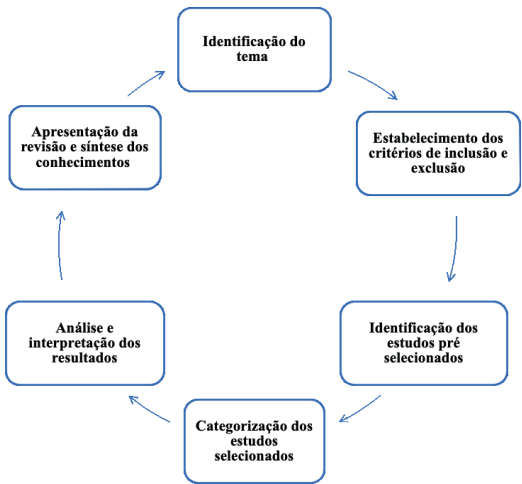 Identificação do
tema
Estabelecimento dos
critérios de inclusão e
exclusão
Identificação dos
estudos pré
selecionados
Categorização dos
estudos
selecionados
Análise e
interpretação dos
resultados
Apresentação da
revisão e síntese dos
conhecimentos